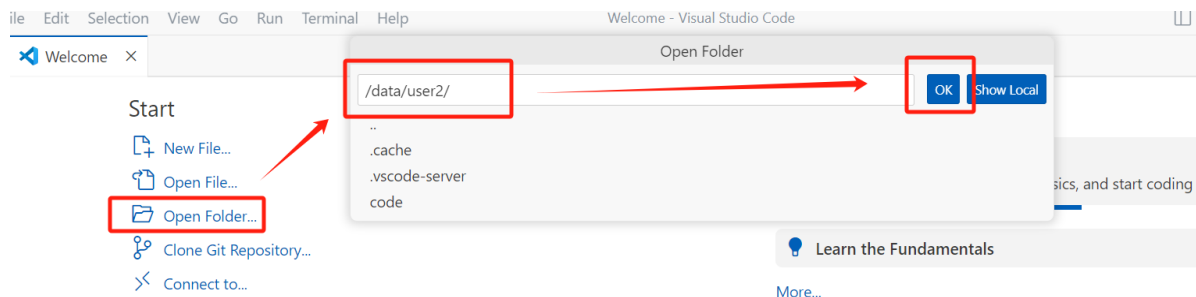 ile Edit Selection View Go Run Terminal Help Welcome - Visual Studio Code
Welcome
Open Folder
/data/user2/
OK
Show Local
..
.cache
.vscode-server
code
Start
New File...
Open File...
Open Folder...
Clone Git Repository...
Connect to...
sics, and start coding
Learn the Fundamentals
More...